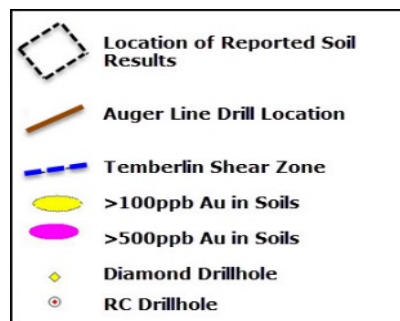 Location of Reported Soil
Results
Auger Line Drill Location
Temberlin Shear Zone
>100ppb Au in Soils
>500ppb Au in Soils
Diamond Drillhole
RC Drillhole